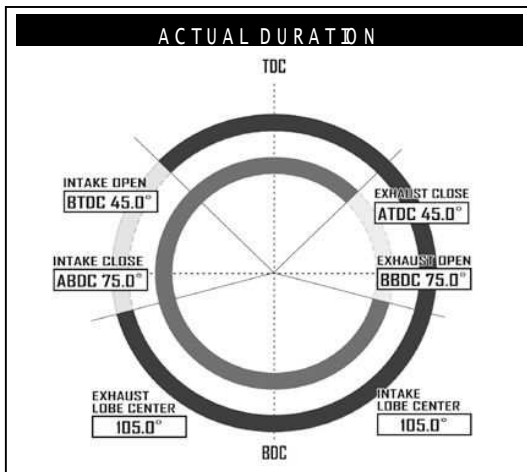 ACTUAL DURATION
TDC
INTAKE OPEN
BTDC 45.0°
EXHAUST CLOSE
ATDC 45.0°
INTAKE CLOSE
ABDC 75.0°
EXHAUST OPEN
BBDC 75.0°
EXHAUST
LOBE CENTER
105.0°
INTAKE
LOBE CENTER
105.0°
BDC